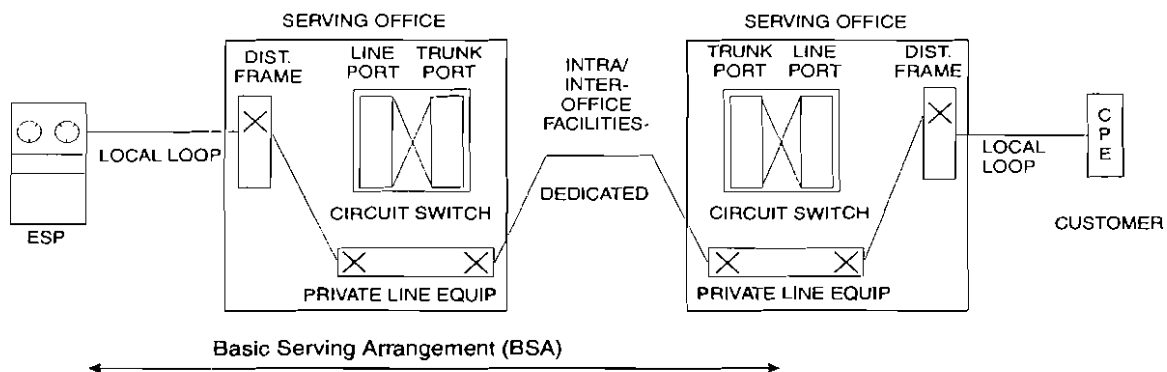 SERVING OFFICE
DIST.
FRAME
LINE
PORT
TRUNK
PORT
CIRCUIT SWITCH
PRIVATE LINE EQUIP
ESP
LOCAL LOOP
INTRA/
INTER-
OFFICE
FACILITIES-
DEDICATED
SERVING OFFICE
TRUNK
PORT
LINE
PORT
DIST.
FRAME
CIRCUIT SWITCH
PRIVATE LINE EQUIP
LOCAL
LOOP
C
P
E
CUSTOMER
Basic Serving Arrangement (BSA)